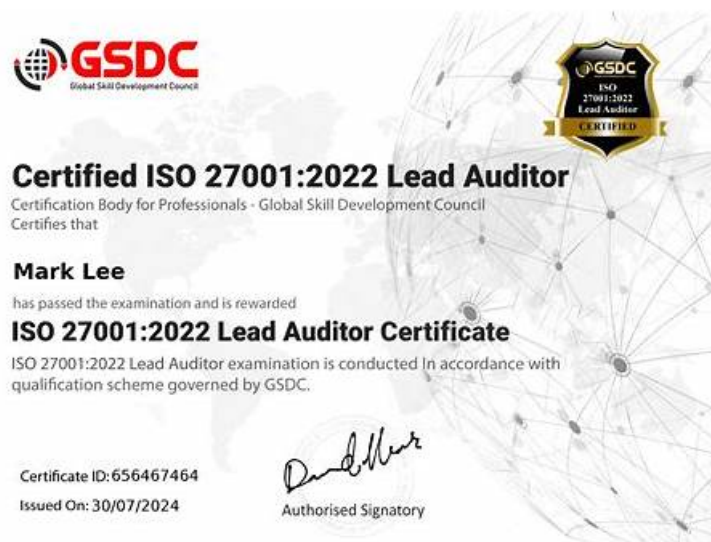 GSDC
Global Skill Development Council
GSDC
ISO
27001:2022
Lead Auditor
CERTIFIED
Certified ISO 27001:2022 Lead Auditor
Certification Body for Professionals - Global Skill Development Council
Certifies that
Mark Lee
has passed the examination and is rewarded
ISO 27001:2022 Lead Auditor Certificate
ISO 27001:2022 Lead Auditor examination is conducted In accordance with
qualification scheme governed by GSDC.
Certificate ID: 656467464
Issued On: 30/07/2024
Authorised Signatory